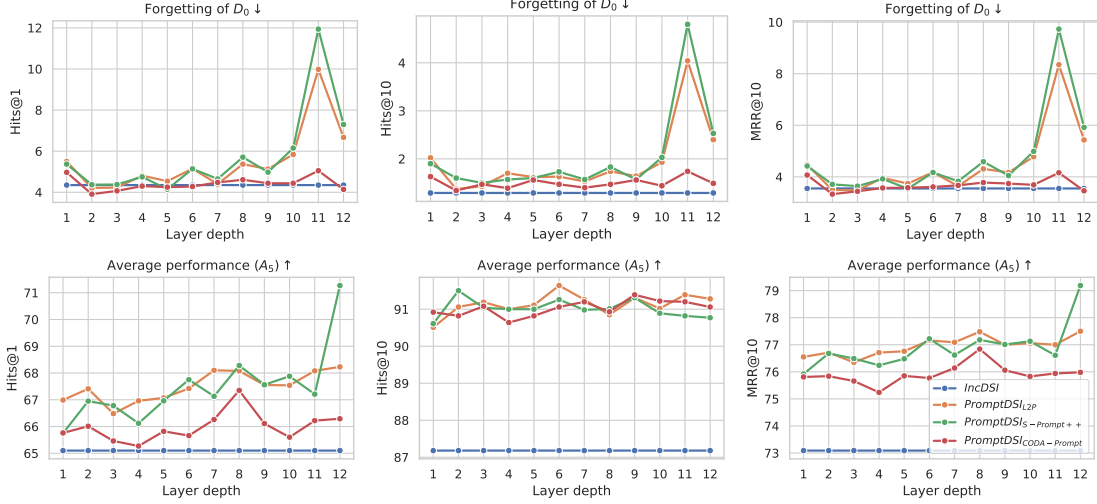 Forgetting of D₀ ↓
Hits@1
12
10
8
6
4
1 2 3 4 5 6 7 8 9 10 11 12
Layer depth
Forgetting of D₀ ↓
Hits@10
4
3
2
1 2 3 4 5 6 7 8 9 10 11 12
Layer depth
Forgetting of D₀ ↓
MRR@10
10
8
6
4
1 2 3 4 5 6 7 8 9 10 11 12
Layer depth
Average performance (A₅) ↑
Hits@1
71
70
69
68
67
66
65
1 2 3 4 5 6 7 8 9 10 11 12
Layer depth
Average performance (A₅) ↑
Hits@10
91
90
89
88
87
1 2 3 4 5 6 7 8 9 10 11 12
Layer depth
Average performance (A₅) ↑
MRR@10
79
78
77
76
75
74
73
1 2 3 4 5 6 7 8 9 10 11 12
Layer depth
IncDSI
PromptDSI_L2P
PromptDSI_S−Prompt++
PromptDSI_CODA−Prompt